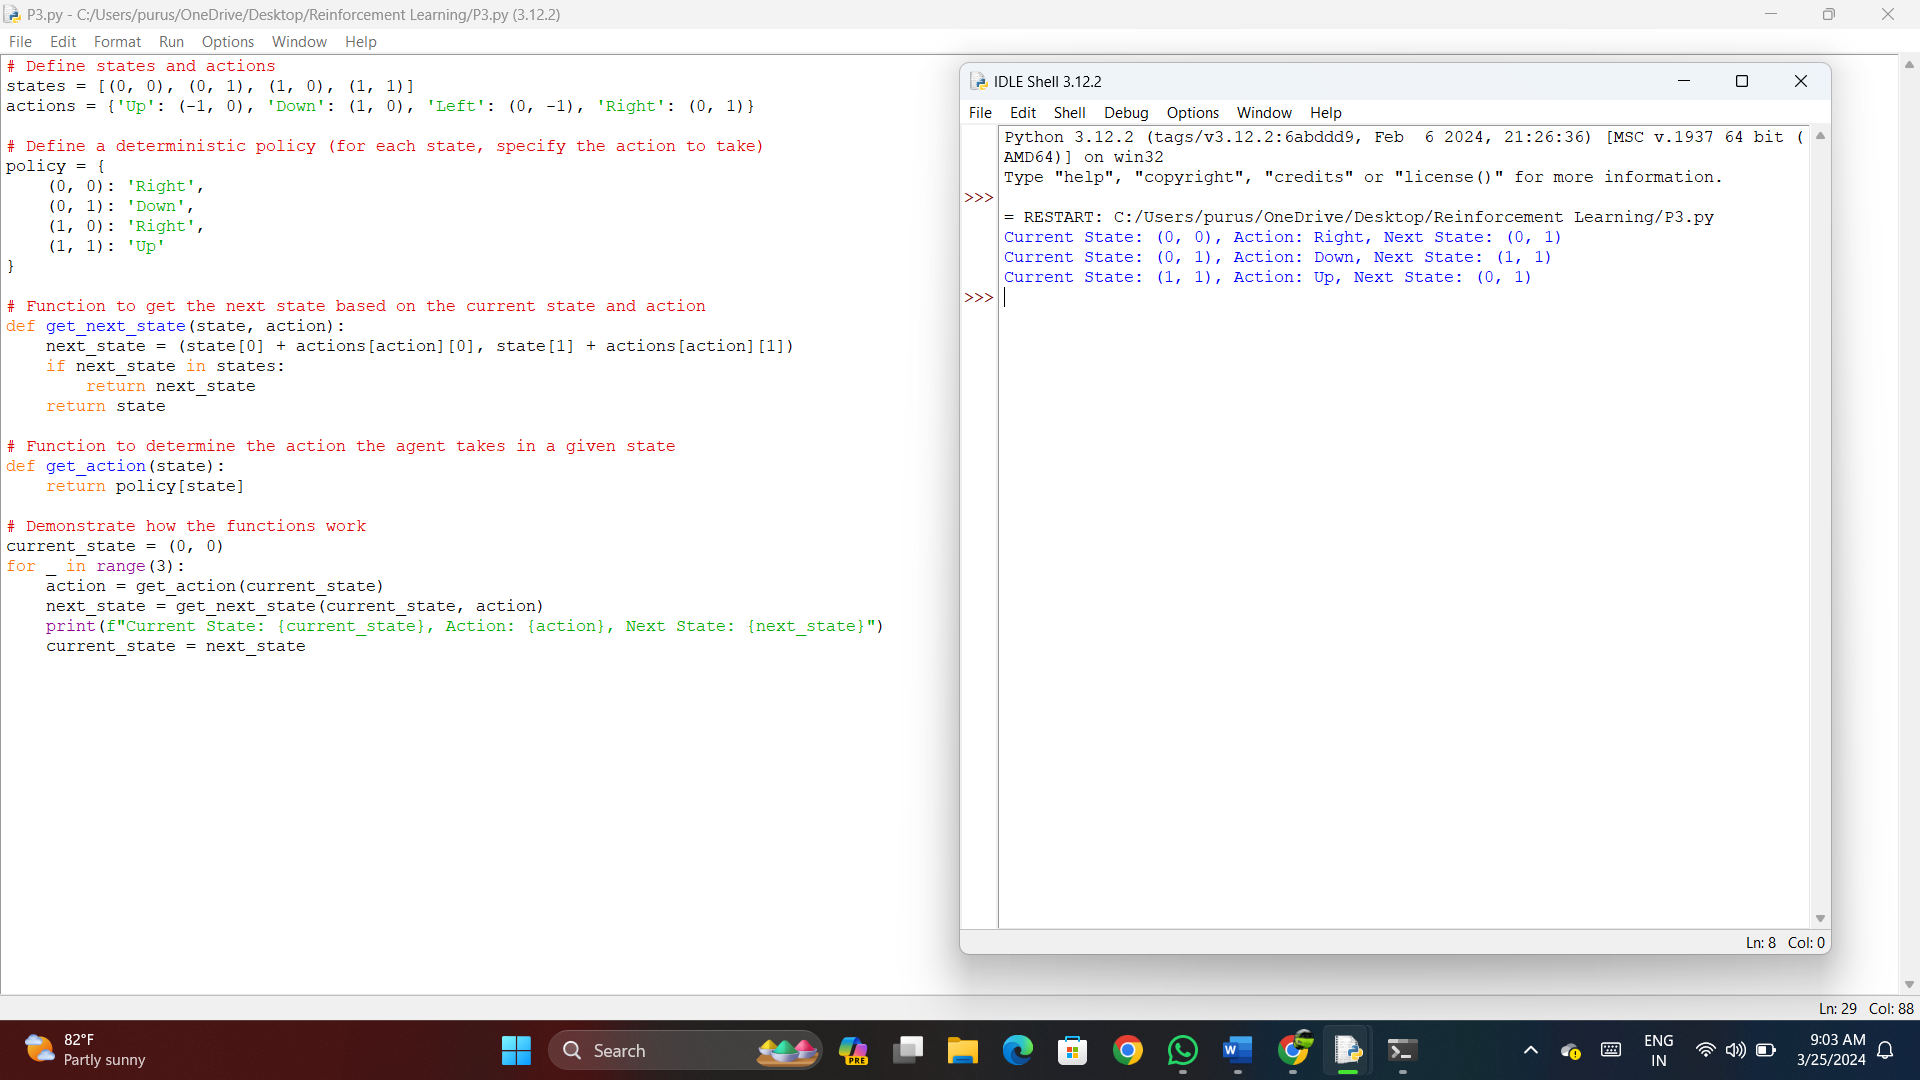 P3.py - C:/Users/purus/OneDrive/Desktop/Reinforcement Learning/P3.py (3.12.2)
File Edit Format Run Options Window Help
# Define states and actions
states = [(0, 0), (0, 1), (1, 0), (1, 1)]
actions = {'Up': (-1, 0), 'Down': (1, 0), 'Left': (0, -1), 'Right': (0, 1)}

# Define a deterministic policy (for each state, specify the action to take)
policy = {
    (0, 0): 'Right',
    (0, 1): 'Down',
    (1, 0): 'Right',
    (1, 1): 'Up'
}

# Function to get the next state based on the current state and action
def get_next_state(state, action):
    next_state = (state[0] + actions[action][0], state[1] + actions[action][1])
    if next_state in states:
        return next_state
    return state

# Function to determine the action the agent takes in a given state
def get_action(state):
    return policy[state]

# Demonstrate how the functions work
current_state = (0, 0)
for _ in range(3):
    action = get_action(current_state)
    next_state = get_next_state(current_state, action)
    print(f"Current State: {current_state}, Action: {action}, Next State: {next_state}")
    current_state = next_state
IDLE Shell 3.12.2
File Edit Shell Debug Options Window Help
Python 3.12.2 (tags/v3.12.2:6abddd9, Feb  6 2024, 21:26:36) [MSC v.1937 64 bit (
AMD64)] on win32
Type "help", "copyright", "credits" or "license()" for more information.
>>>
= RESTART: C:/Users/purus/OneDrive/Desktop/Reinforcement Learning/P3.py
Current State: (0, 0), Action: Right, Next State: (0, 1)
Current State: (0, 1), Action: Down, Next State: (1, 1)
Current State: (1, 1), Action: Up, Next State: (0, 1)
>>>
Ln: 8 Col: 0
Ln: 29 Col: 88
82°F
Partly sunny
Search
PRE
W
ENG
IN
9:03 AM
3/25/2024